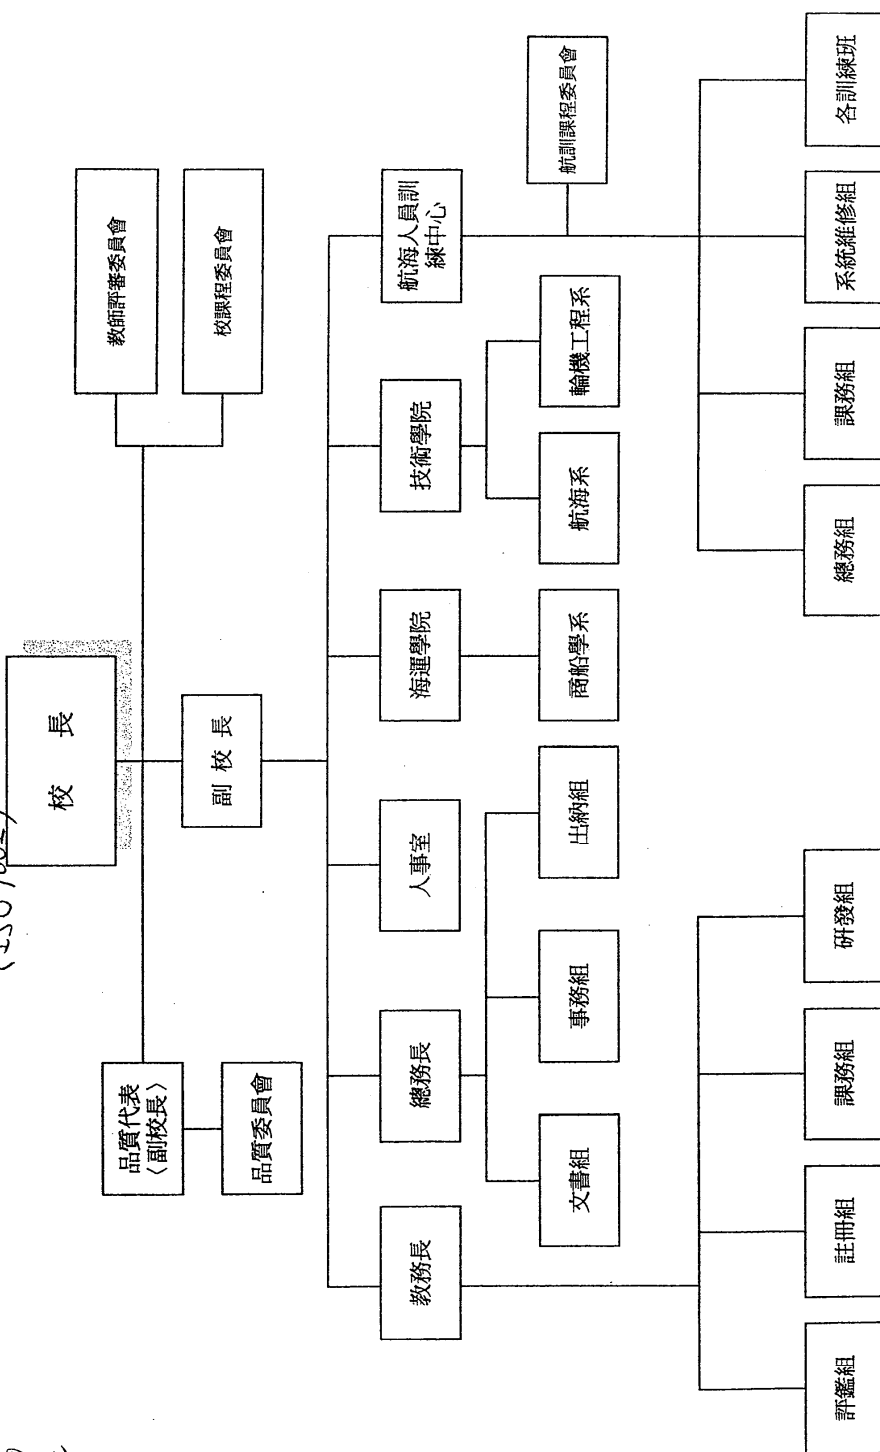 (ISO 9002)
校長
教師評審委員會
校課程委員會
品質代表
〈副校長〉
品質委員會
副校長
教務長
總務長
人事室
海運學院
技術學院
航海人員訓
練中心
航訓課程委員會
文書組
事務組
出納組
商船學系
航海系
輪機工程系
評鑑組
註冊組
課務組
研發組
總務組
課務組
系統維修組
各訓練班